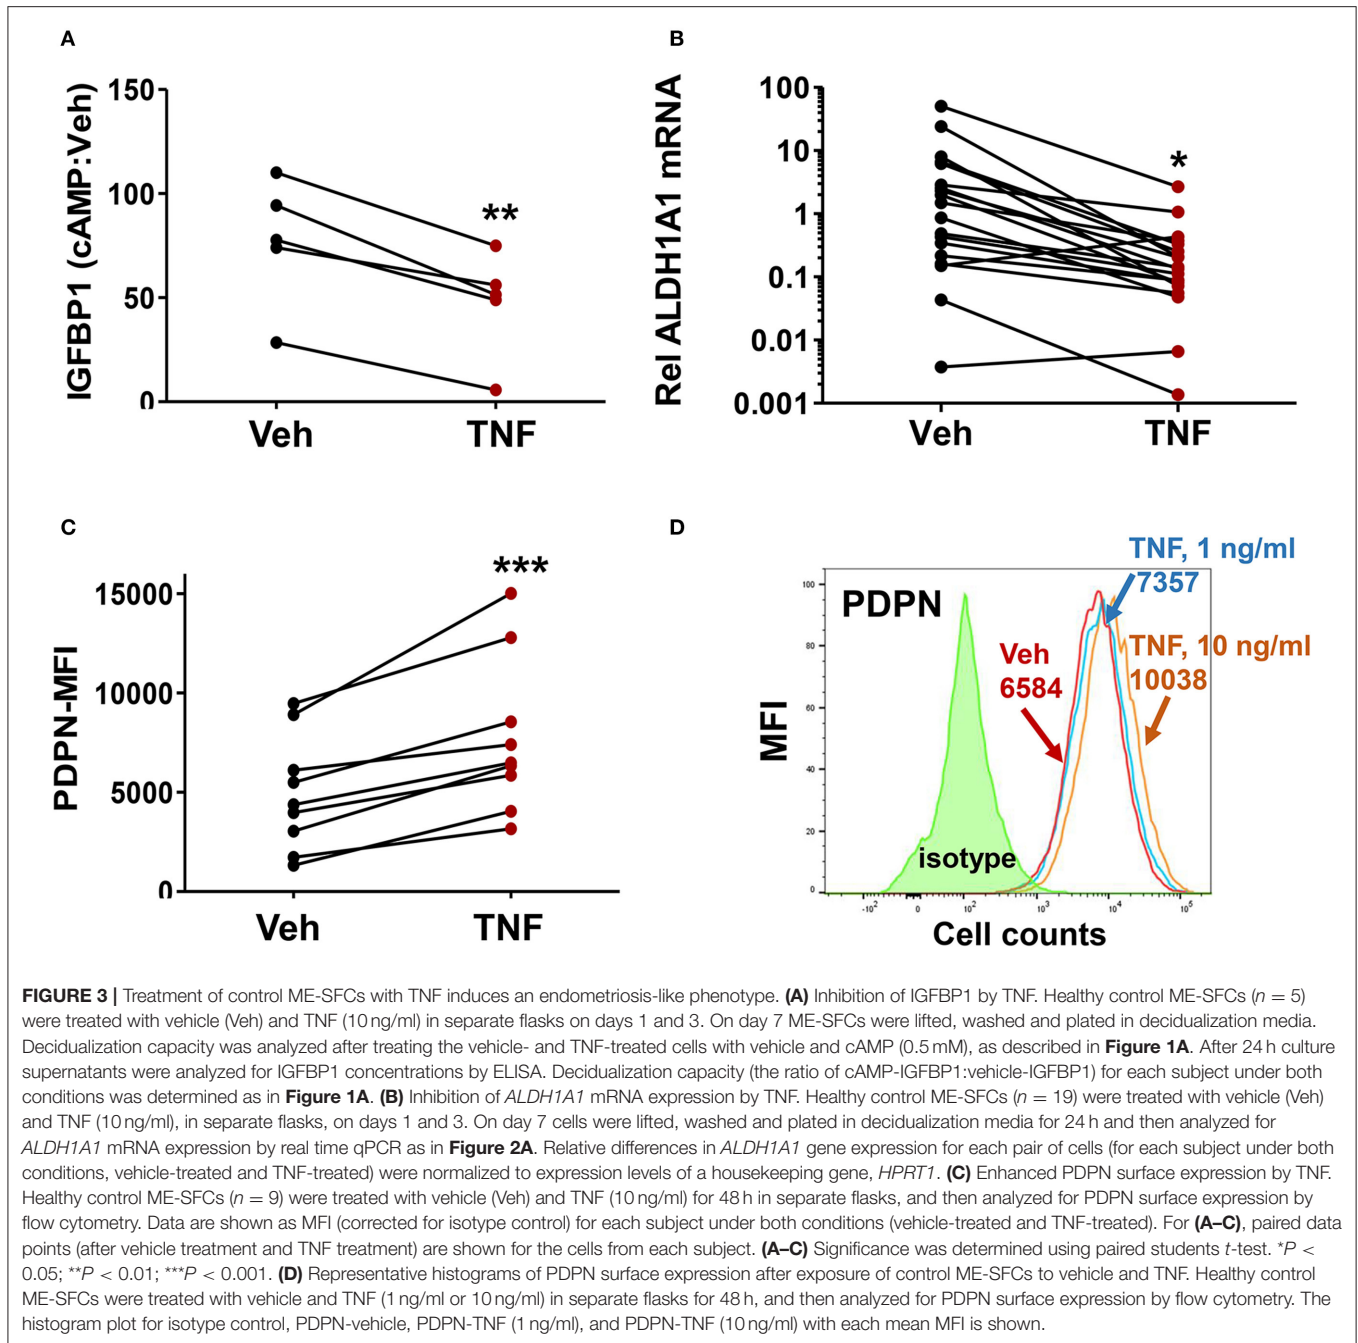 A
IGFBP1 (cAMP:Veh)
150
100
50
0
**
Veh
TNF
B
Rel ALDH1A1 mRNA
100
10
1
0.1
0.01
0.001
*
Veh
TNF
C
PDPN-MFI
15000
10000
5000
0
***
Veh
TNF
D
TNF, 1 ng/ml
7357
PDPN
TNF, 10 ng/ml
10038
Veh
6584
isotype
MFI
100
80
60
40
20
0
-10²
0
10²
10³
10⁴
10⁵
Cell counts
FIGURE 3 | Treatment of control ME-SFCs with TNF induces an endometriosis-like phenotype. (A) Inhibition of IGFBP1 by TNF. Healthy control ME-SFCs (n = 5)
were treated with vehicle (Veh) and TNF (10 ng/ml) in separate flasks on days 1 and 3. On day 7 ME-SFCs were lifted, washed and plated in decidualization media.
Decidualization capacity was analyzed after treating the vehicle- and TNF-treated cells with vehicle and cAMP (0.5 mM), as described in Figure 1A. After 24 h culture
supernatants were analyzed for IGFBP1 concentrations by ELISA. Decidualization capacity (the ratio of cAMP-IGFBP1:vehicle-IGFBP1) for each subject under both
conditions was determined as in Figure 1A. (B) Inhibition of ALDH1A1 mRNA expression by TNF. Healthy control ME-SFCs (n = 19) were treated with vehicle (Veh)
and TNF (10 ng/ml), in separate flasks, on days 1 and 3. On day 7 cells were lifted, washed and plated in decidualization media for 24 h and then analyzed for
ALDH1A1 mRNA expression by real time qPCR as in Figure 2A. Relative differences in ALDH1A1 gene expression for each pair of cells (for each subject under both
conditions, vehicle-treated and TNF-treated) were normalized to expression levels of a housekeeping gene, HPRT1. (C) Enhanced PDPN surface expression by TNF.
Healthy control ME-SFCs (n = 9) were treated with vehicle (Veh) and TNF (10 ng/ml) for 48 h in separate flasks, and then analyzed for PDPN surface expression by
flow cytometry. Data are shown as MFI (corrected for isotype control) for each subject under both conditions (vehicle-treated and TNF-treated). For (A–C), paired data
points (after vehicle treatment and TNF treatment) are shown for the cells from each subject. (A–C) Significance was determined using paired students t-test. *P <
0.05; **P < 0.01; ***P < 0.001. (D) Representative histograms of PDPN surface expression after exposure of control ME-SFCs to vehicle and TNF. Healthy control
ME-SFCs were treated with vehicle and TNF (1 ng/ml or 10 ng/ml) in separate flasks for 48 h, and then analyzed for PDPN surface expression by flow cytometry. The
histogram plot for isotype control, PDPN-vehicle, PDPN-TNF (1 ng/ml), and PDPN-TNF (10 ng/ml) with each mean MFI is shown.